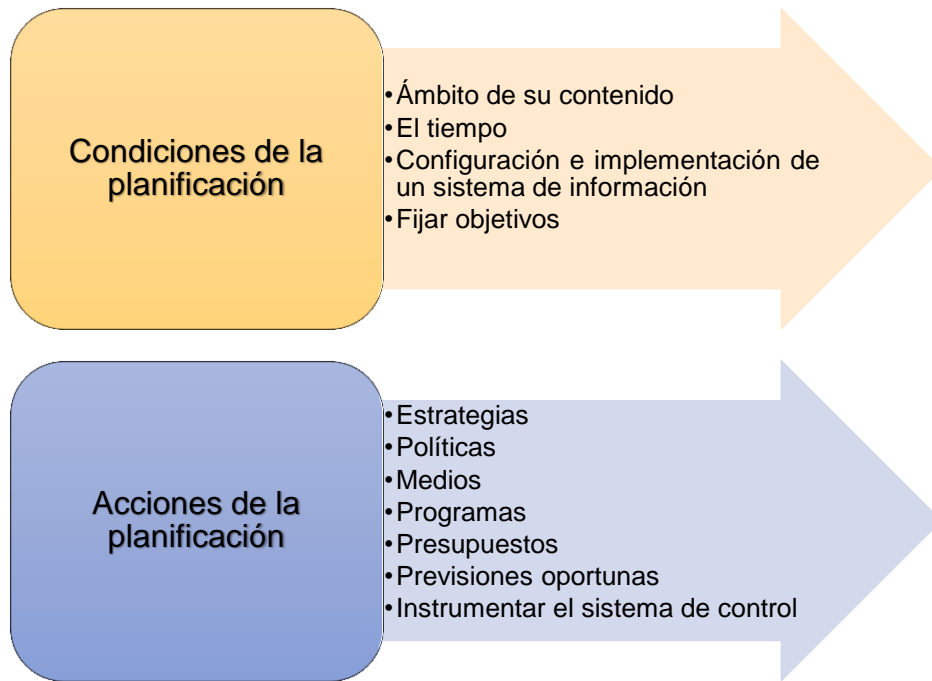 Condiciones de la
planificación
•Ámbito de su contenido
•El tiempo
•Configuración e implementación de
un sistema de información
•Fijar objetivos
Acciones de la
planificación
•Estrategias
•Políticas
•Medios
•Programas
•Presupuestos
•Previsiones oportunas
•Instrumentar el sistema de control